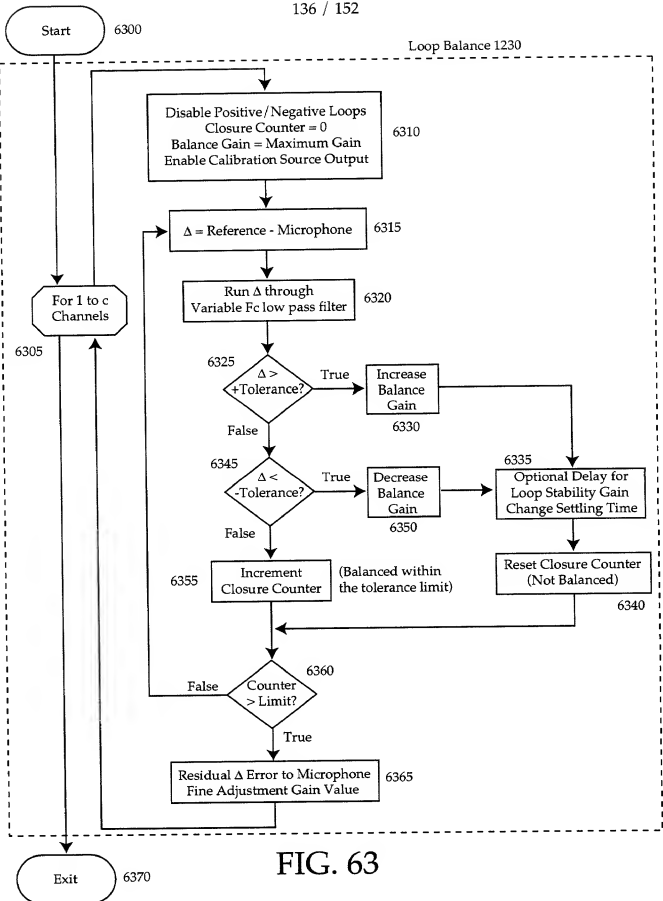 136 / 152
Start
6300
Loop Balance 1230
Disable Positive/Negative Loops
Closure Counter = 0
Balance Gain = Maximum Gain
Enable Calibration Source Output
6310
Δ = Reference - Microphone
6315
Run Δ through
Variable Fc low pass filter
6320
For 1 to c
Channels
6305
6325
Δ >
+Tolerance?
True
Increase
Balance
Gain
6330
False
6345
Δ <
-Tolerance?
True
Decrease
Balance
Gain
6350
6335
Optional Delay for
Loop Stability Gain
Change Settling Time
False
6355
Increment
Closure Counter
(Balanced within
the tolerance limit)
Reset Closure Counter
(Not Balanced)
6340
6360
Counter
> Limit?
False
True
Residual Δ Error to Microphone
Fine Adjustment Gain Value
6365
Exit
6370
FIG. 63